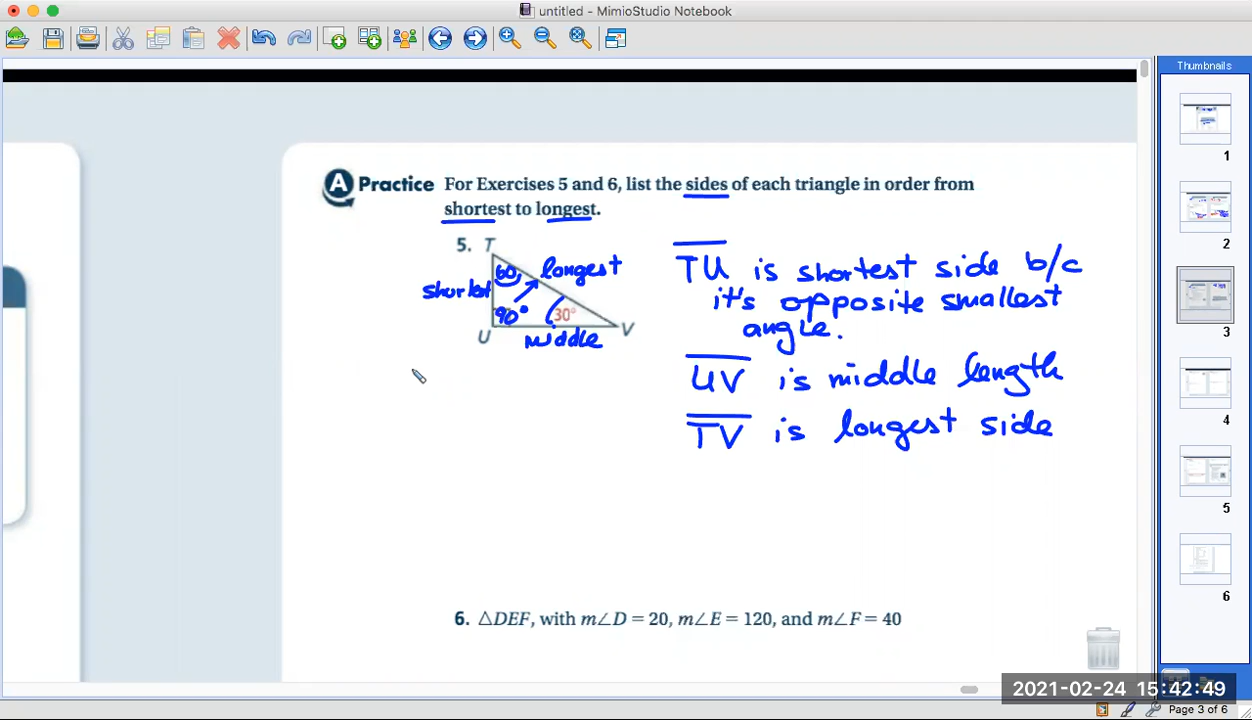 untitled - MimioStudio Notebook
Thumbnails
A Practice For Exercises 5 and 6, list the sides of each triangle in order from
shortest to longest.
5. T
60
longest
shortest
90°
30°
U
V
middle
TU is shortest side b/c
it's opposite smallest
angle.
UV is middle length
TV is longest side
6. △DEF, with m∠D = 20, m∠E = 120, and m∠F = 40
1
2
3
4
5
6
2021-02-24 15:42:49
Page 3 of 6